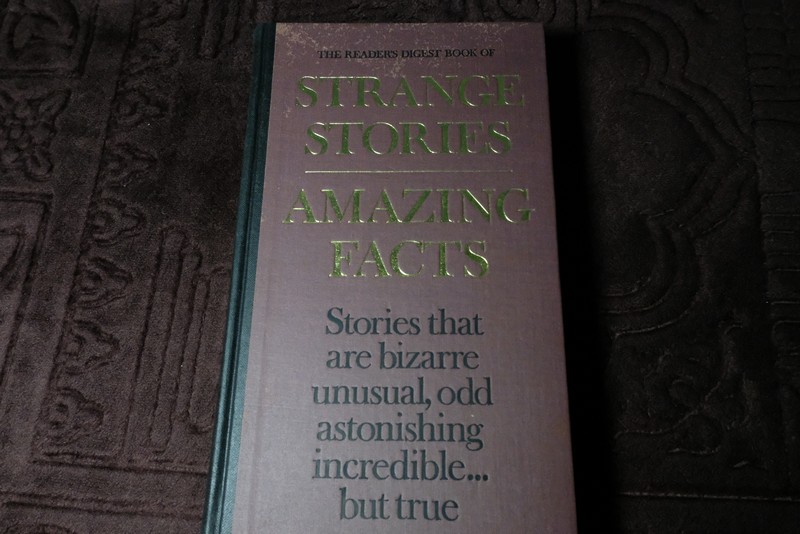 THE READER'S DIGEST BOOK OF
STRANGE
STORIES
AMAZING
FACTS
Stories that
are bizarre
unusual, odd
astonishing
incredible...
but true